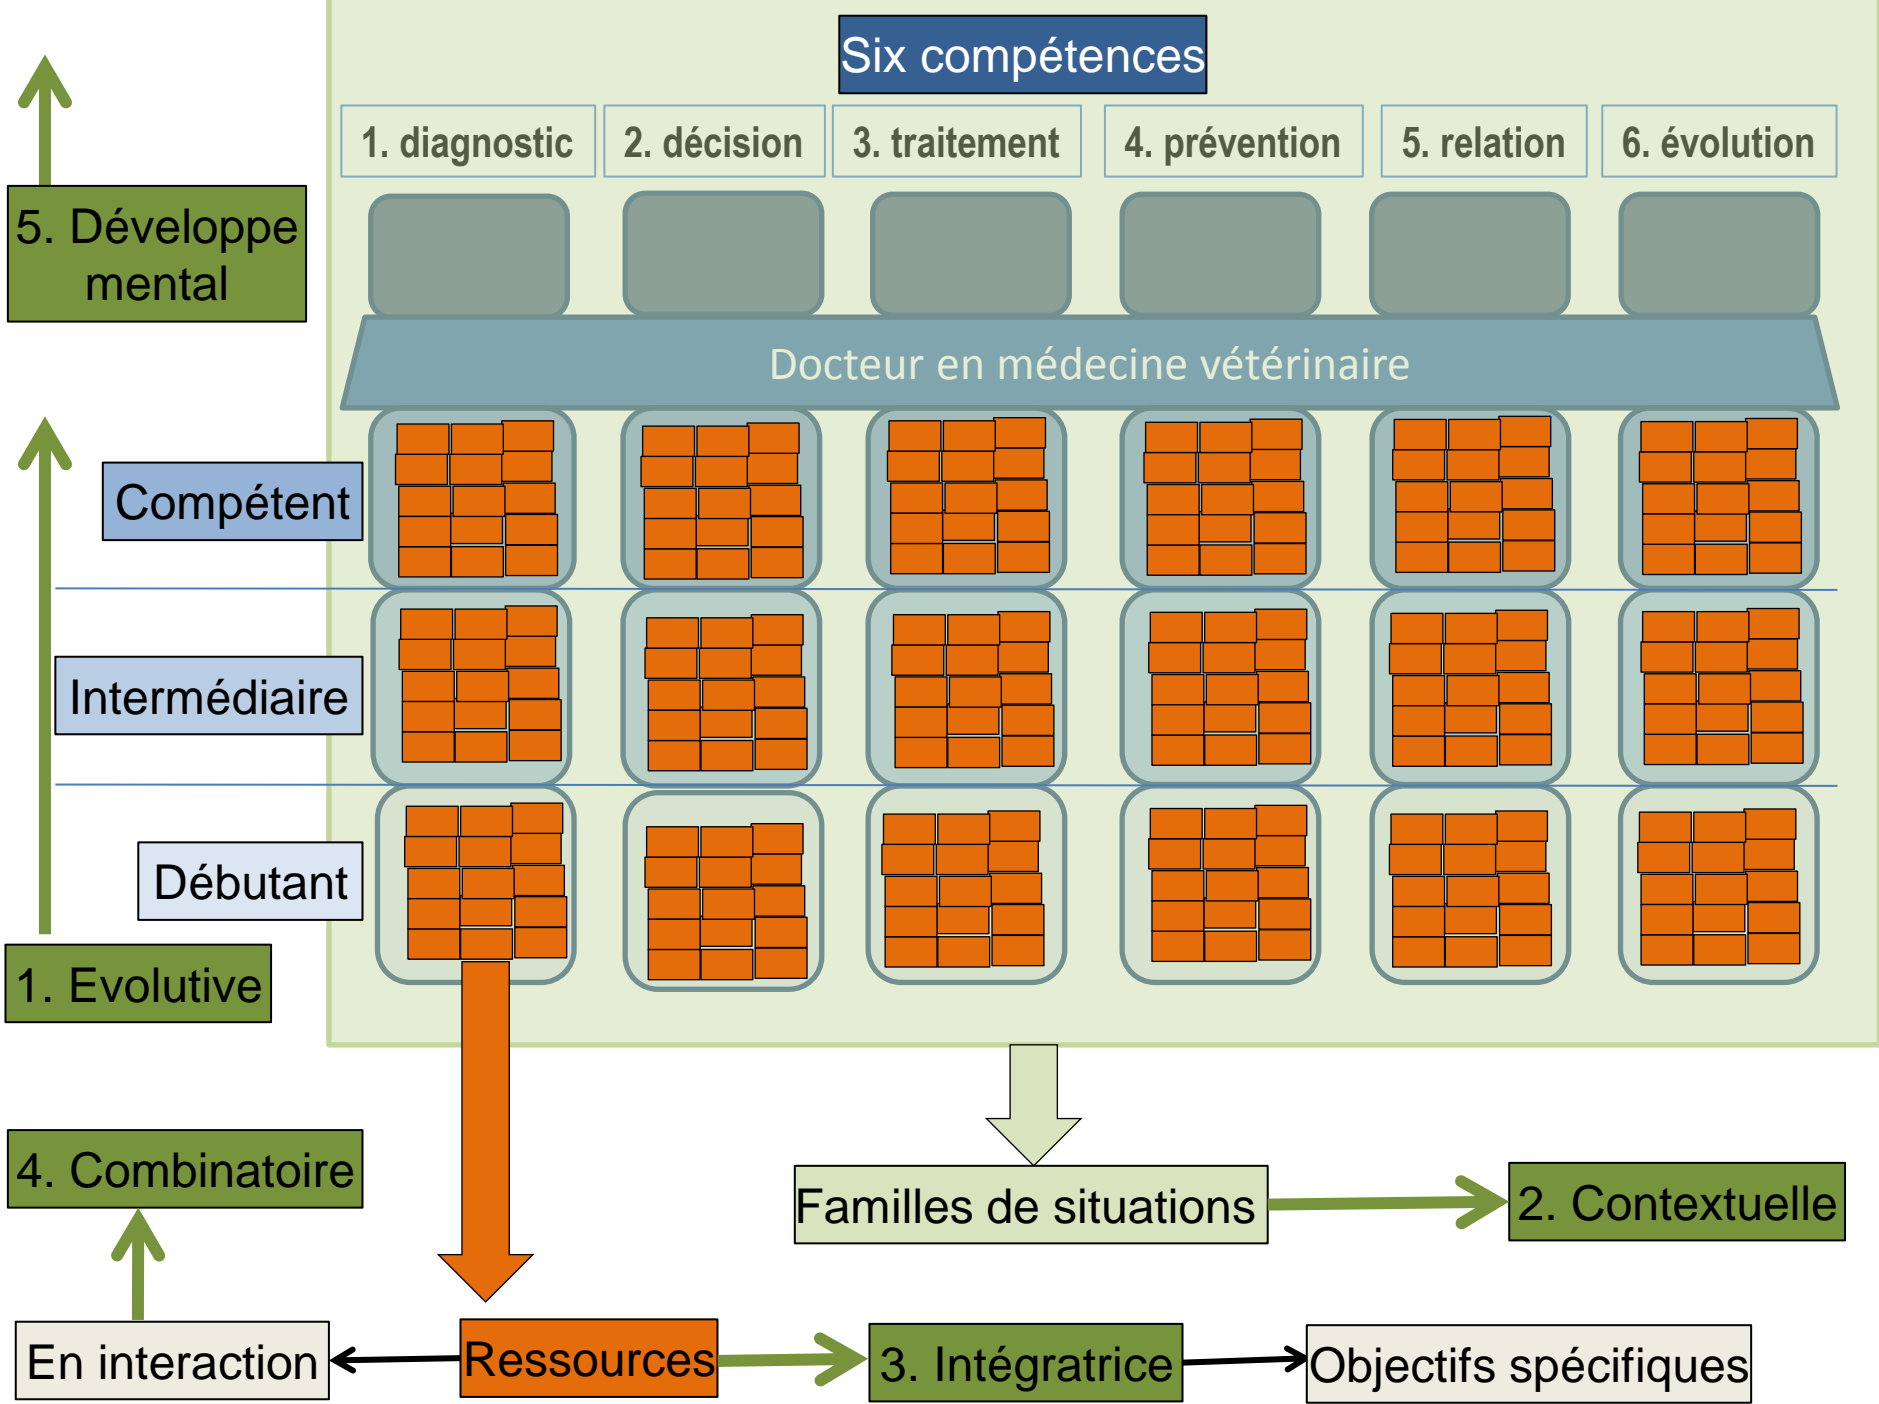 Six compétences
1. diagnostic
2. décision
3. traitement
4. prévention
5. relation
6. évolution
5. Développe
mental
Docteur en médecine vétérinaire
Compétent
Intermédiaire
Débutant
1. Evolutive
4. Combinatoire
Familles de situations
2. Contextuelle
En interaction
Ressources
3. Intégratrice
Objectifs spécifiques